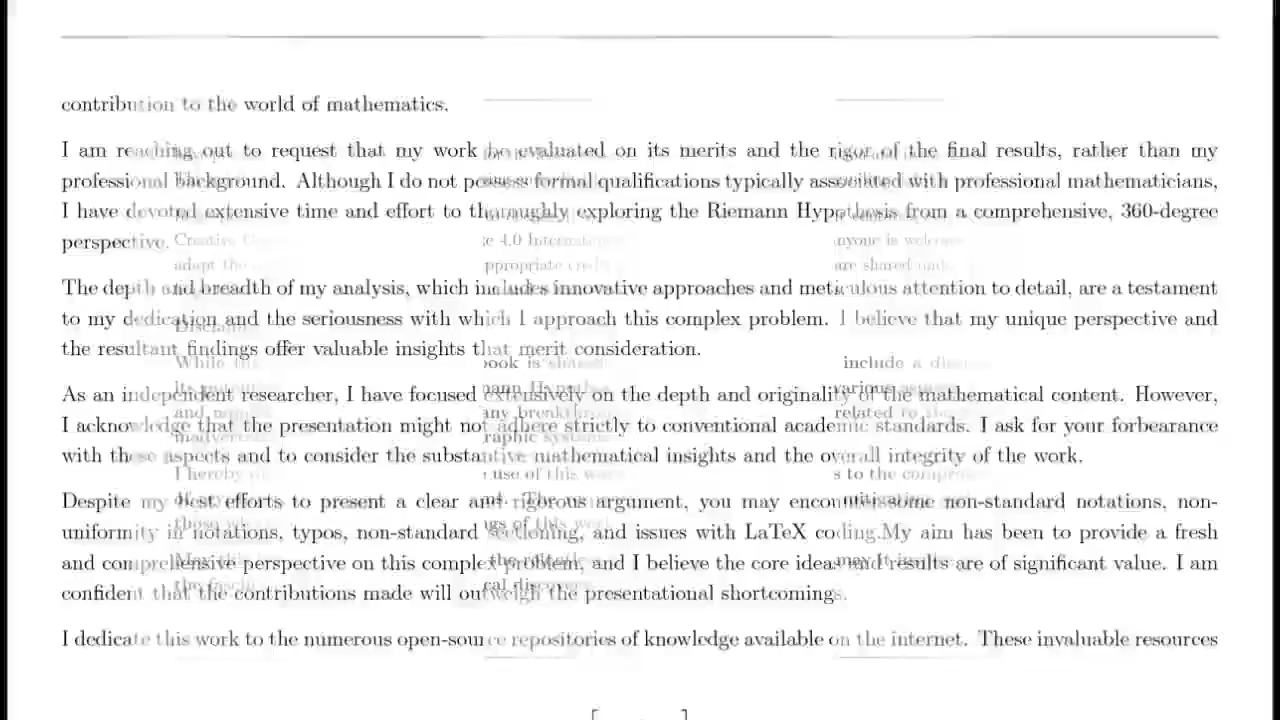 contribution to the world of mathematics.
I am reaching out to request that my work be evaluated on its merits and the rigor of the final results, rather than my
professional background. Although I do not possess formal qualifications typically associated with professional mathematicians,
I have devoted extensive time and effort to thoroughly exploring the Riemann Hypothesis from a comprehensive, 360-degree
perspective.
The depth and breadth of my analysis, which includes innovative approaches and meticulous attention to detail, are a testament
to my dedication and the seriousness with which I approach this complex problem. I believe that my unique perspective and
the resultant findings offer valuable insights that merit consideration.
As an independent researcher, I have focused extensively on the depth and originality of the mathematical content. However,
I acknowledge that the presentation might not adhere strictly to conventional academic standards. I ask for your forbearance
with these aspects and to consider the substantive mathematical insights and the overall integrity of the work.
Despite my best efforts to present a clear and rigorous argument, you may encounter some non-standard notations, non-
uniformity in notations, typos, non-standard sectioning, and issues with LaTeX coding.My aim has been to provide a fresh
and comprehensive perspective on this complex problem, and I believe the core ideas and results are of significant value. I am
confident that the contributions made will outweigh the presentational shortcomings.
I dedicate this work to the numerous open-source repositories of knowledge available on the internet. These invaluable resources